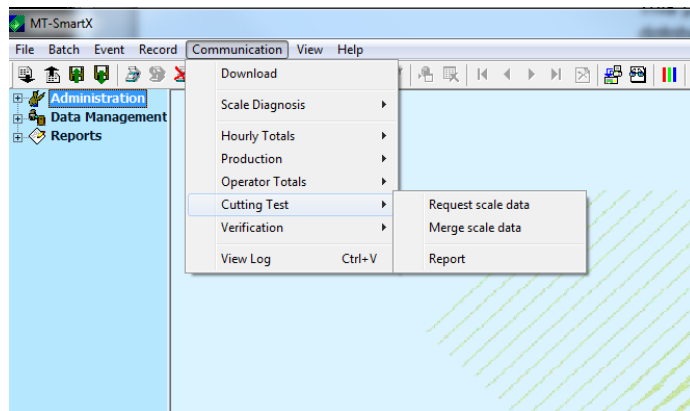 MT-SmartX
File Batch Event Record Communication View Help
Administration
Data Management
Reports
Download
Scale Diagnosis
Hourly Totals
Production
Operator Totals
Cutting Test
Verification
View Log Ctrl+V
Request scale data
Merge scale data
Report